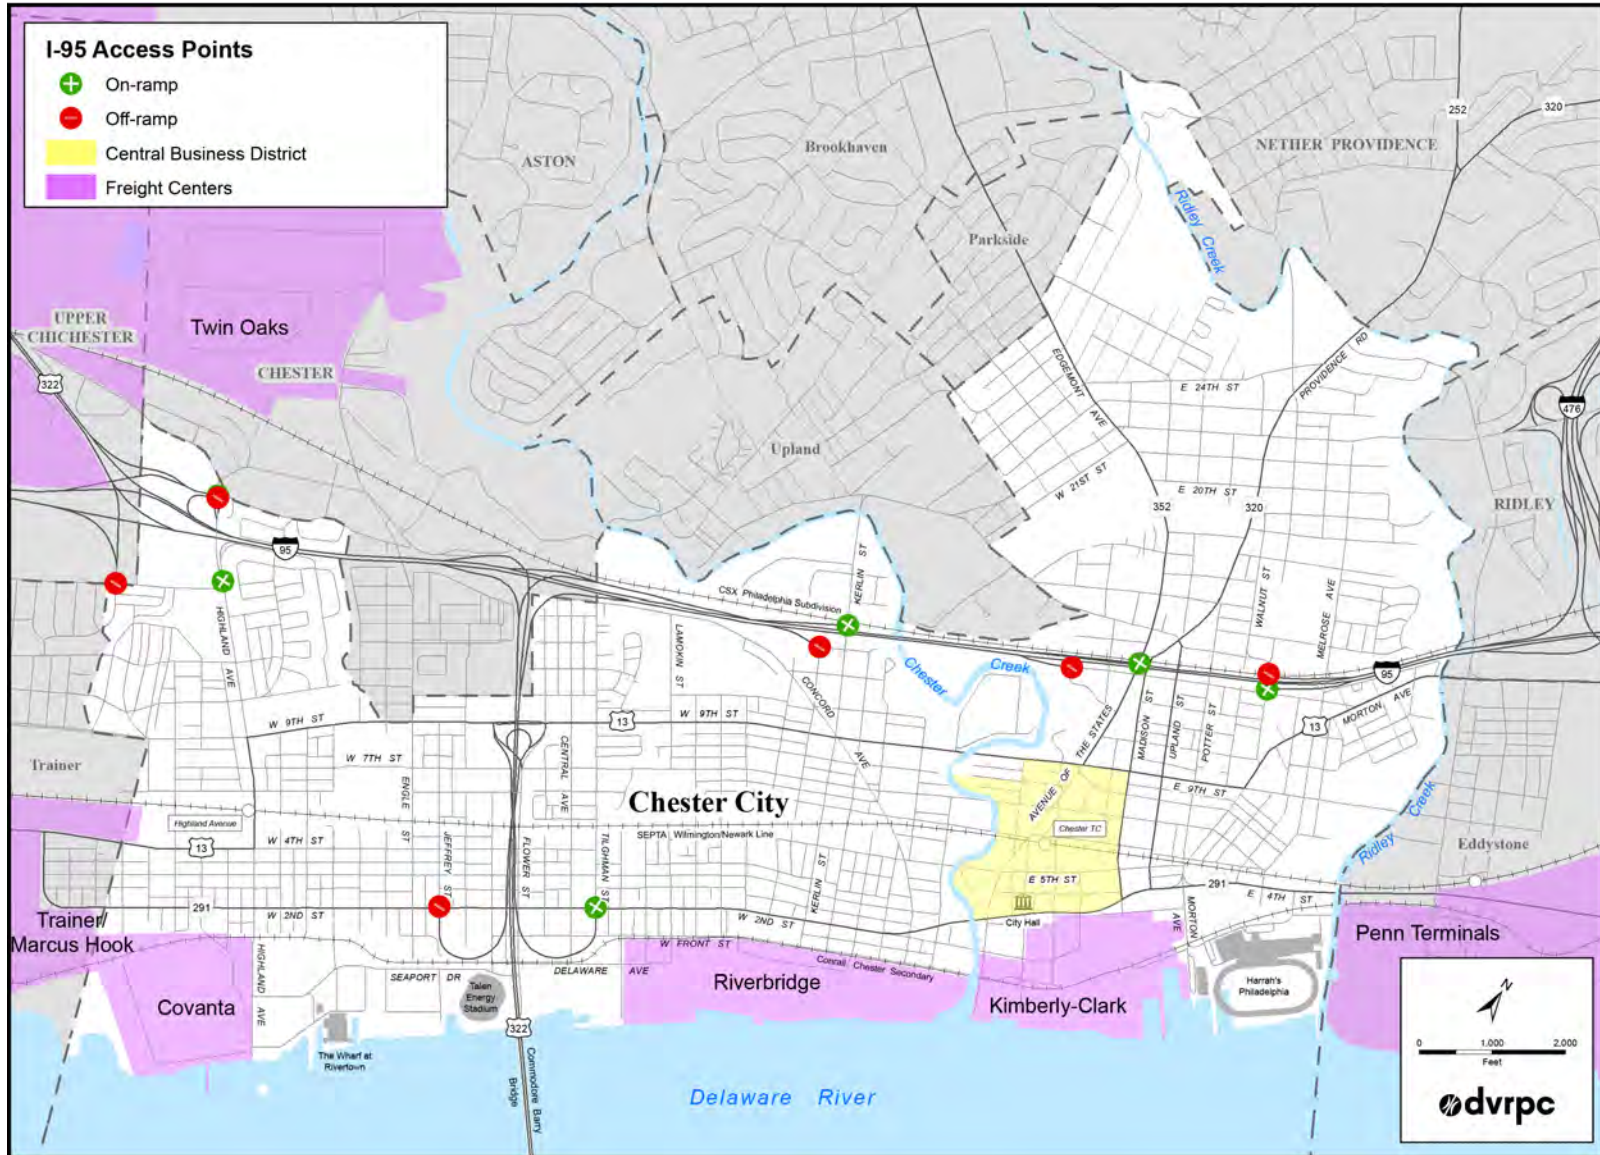 I-95 Access Points
On-ramp
Off-ramp
Central Business District
Freight Centers
252
320
ASTON
Brookhaven
NETHER PROVIDENCE
Ridley Creek
Parkside
UPPER
CHICHESTER
Twin Oaks
CHESTER
322
EDGEMONT AVE
E 24TH ST
PROVIDENCE RD
476
Upland
W 21ST ST
E 20TH ST
352
320
RIDLEY
95
KERLIN ST
CSX Philadelphia Subdivision
WALNUT ST
MELROSE AVE
HIGHLAND AVE
LAMOKIN ST
CONCORD AVE
Chester Creek
95
MORTON AVE
13
W 9TH ST
13
W 9TH ST
AVENUE OF THE STATES
MADISON ST
UPLAND ST
POTTER ST
W 7TH ST
CENTRAL AVE
ENGLE ST
Trainer
E 9TH ST
Chester City
Highland Avenue
SEPTA Wilmington/Newark Line
Chester TC
Ridley Creek
13
W 4TH ST
JEFFREY ST
FLOWER ST
TILGHMAN ST
KERLIN ST
Eddystone
E 5TH ST
291
E 4TH ST
291
W 2ND ST
W 2ND ST
City Hall
MORTON AVE
Trainer/
Marcus Hook
Penn Terminals
W FRONT ST
Conrail Chester Secondary
HIGHLAND AVE
SEAPORT DR
DELAWARE AVE
Talen
Energy
Stadium
Riverbridge
Harrah's
Philadelphia
Covanta
Kimberly-Clark
322
The Wharf at
Rivertown
Commodore Barry
Bridge
Delaware River
N
0 1,000 2,000
Feet
dvrpc